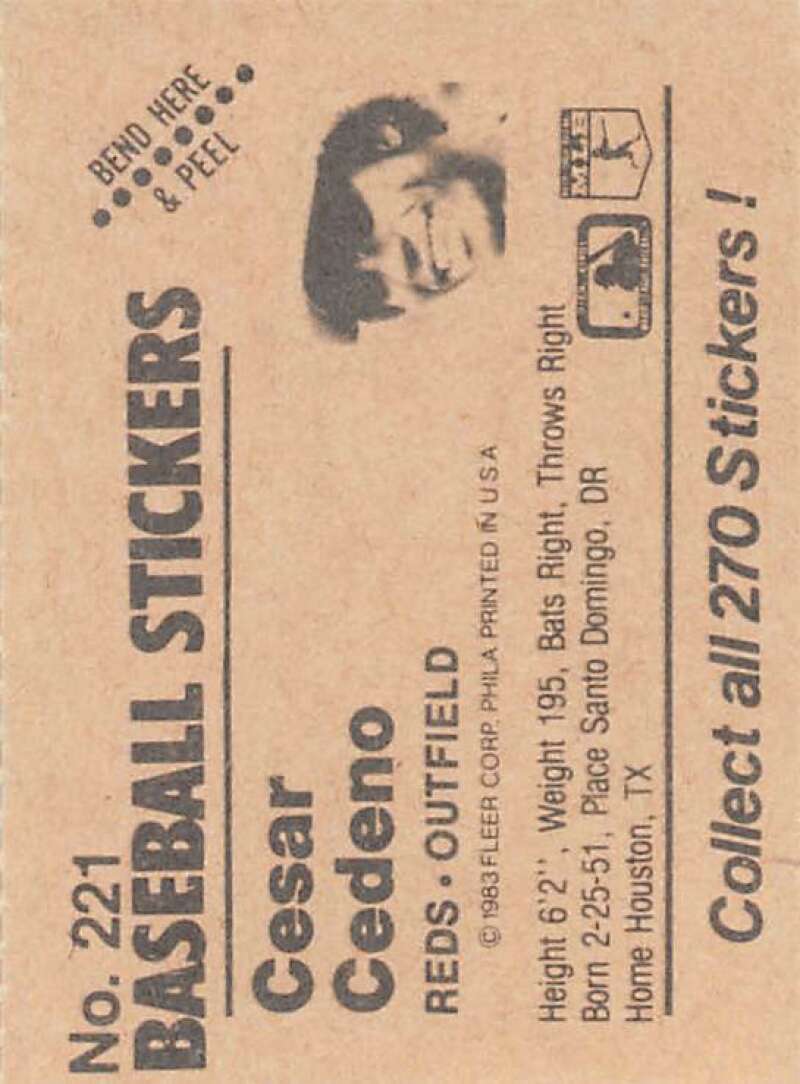 No. 221
BASEBALL STICKERS
BEND HERE
& PEEL
Cesar
Cedeno
REDS • OUTFIELD
© 1983 FLEER CORP. PHILA PRINTED IN U S A
Height 6'2'', Weight 195, Bats Right, Throws Right
Born 2-25-51, Place Santo Domingo, DR
Home Houston, TX
Collect all 270 Stickers!